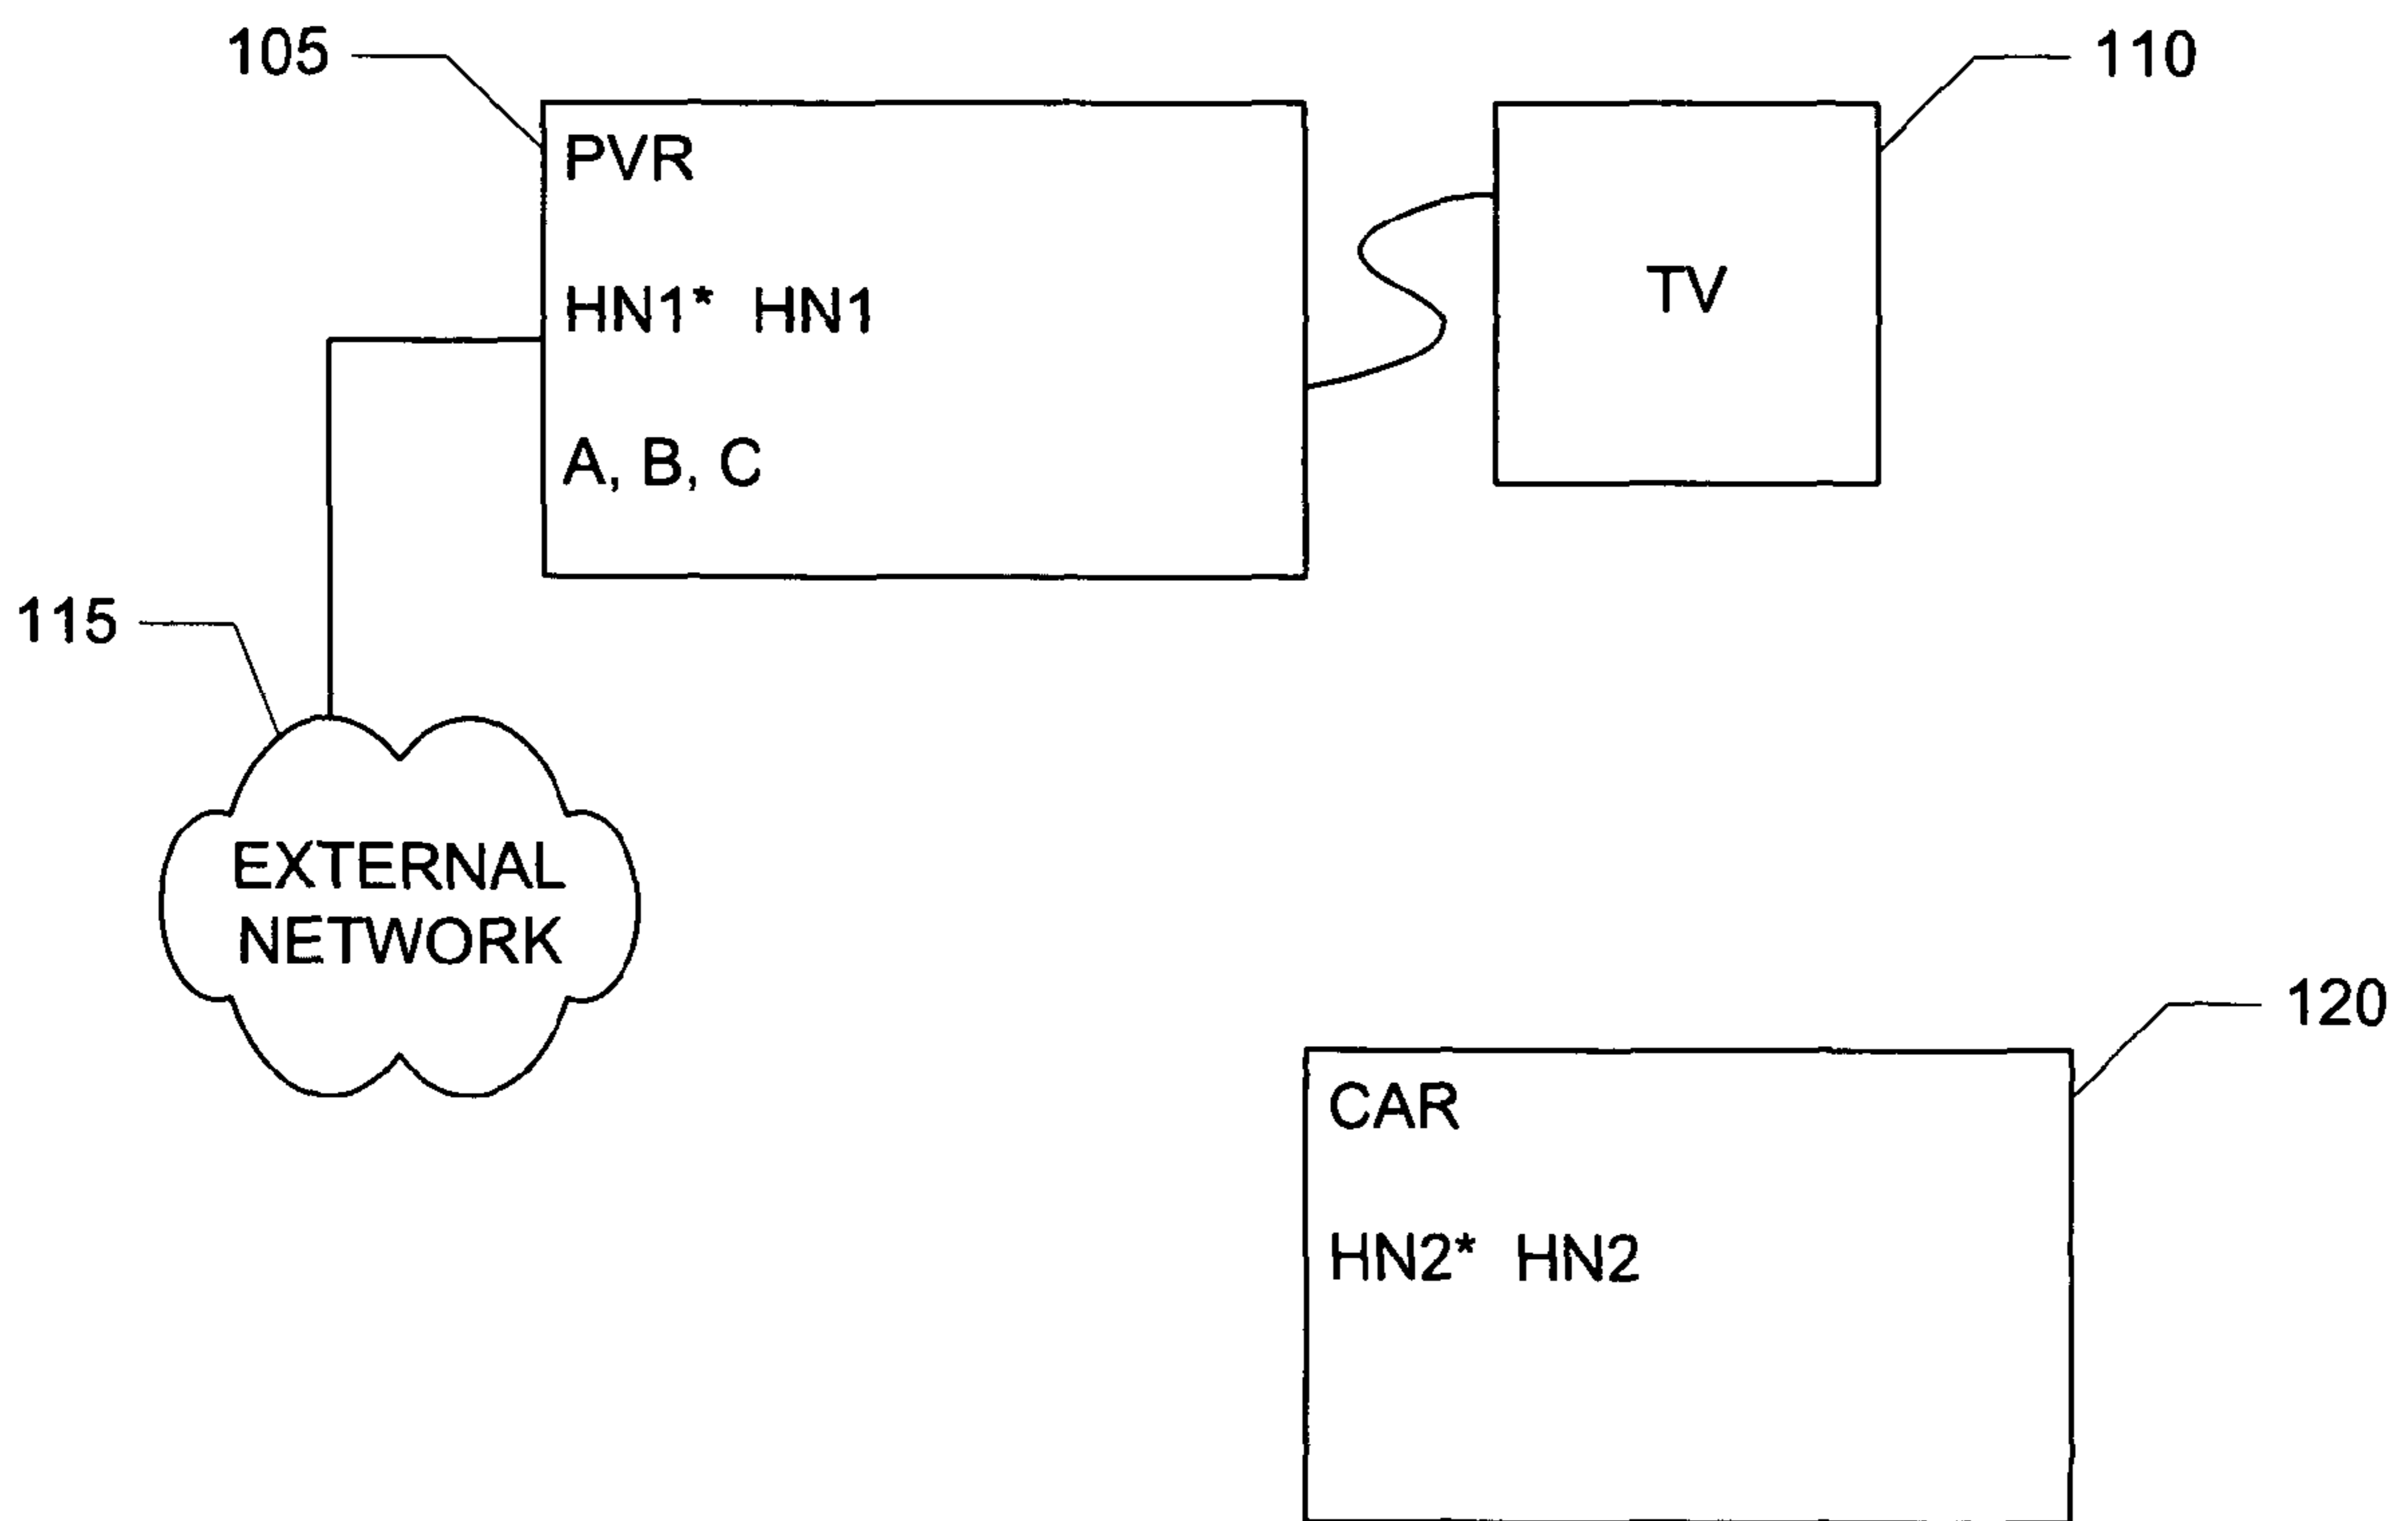 105
110
PVR
HN1* HN1
TV
A, B, C
115
EXTERNAL
NETWORK
120
CAR
HN2* HN2